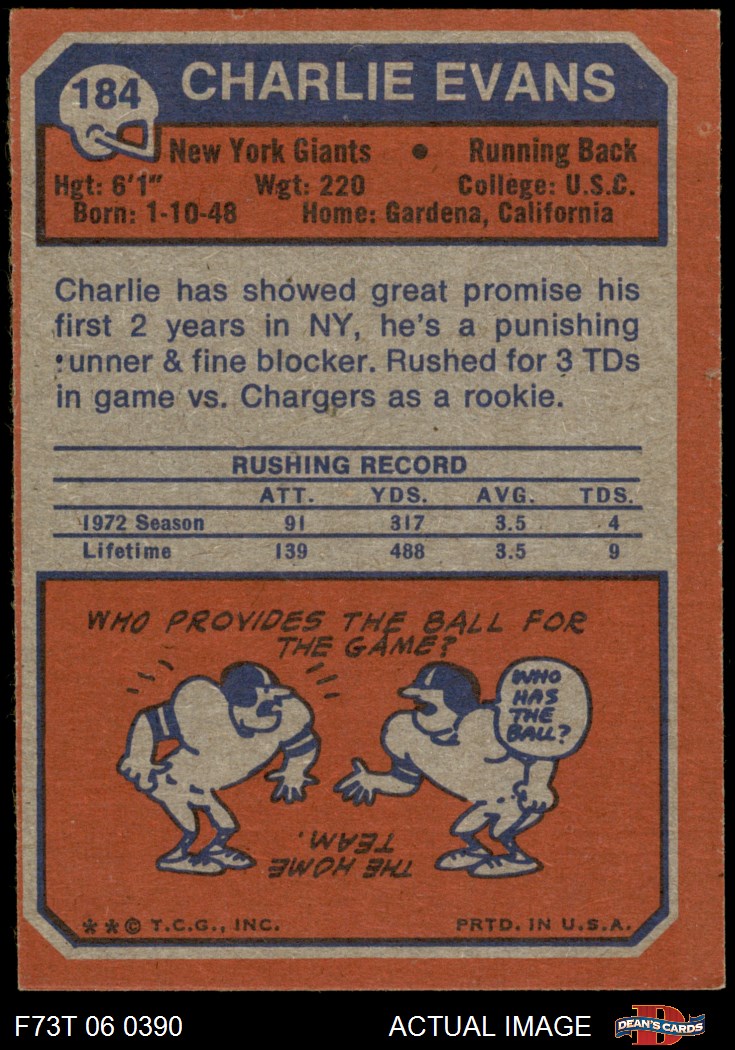 184
CHARLIE EVANS
New York Giants • Running Back
Hgt: 6'1" Wgt: 220 College: U.S.C.
Born: 1-10-48 Home: Gardena, California
Charlie has showed great promise his
first 2 years in NY, he's a punishing
runner & fine blocker. Rushed for 3 TDs
in game vs. Chargers as a rookie.
RUSHING RECORD
ATT. YDS. AVG. TDS.
1972 Season 91 317 3.5 4
Lifetime 139 488 3.5 9
WHO PROVIDES THE BALL FOR
THE GAME?
WHO
HAS
THE
BALL?
THE HOME
TEAM.
**© T.C.G., INC. PRTD. IN U.S.A.
F73T 06 0390 ACTUAL IMAGE
D
DEAN'S CARDS